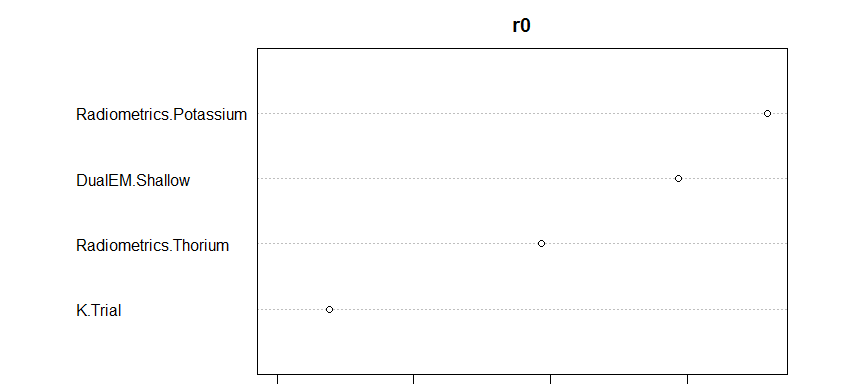 r0
Radiometrics.Potassium
DualEM.Shallow
Radiometrics.Thorium
K.Trial